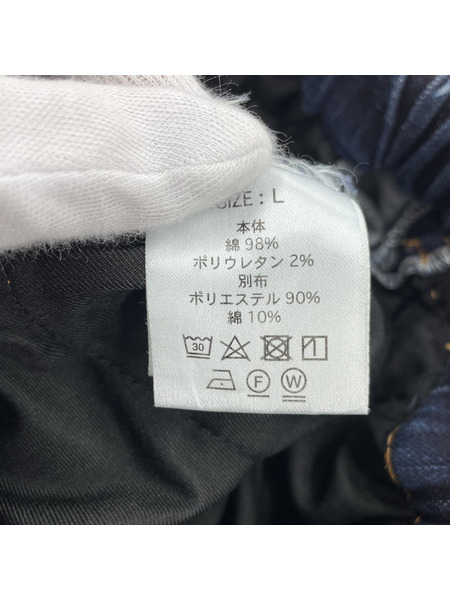 SIZE : L
本体
綿 98%
ポリウレタン 2%
別布
ポリエステル 90%
綿 10%
30
F W